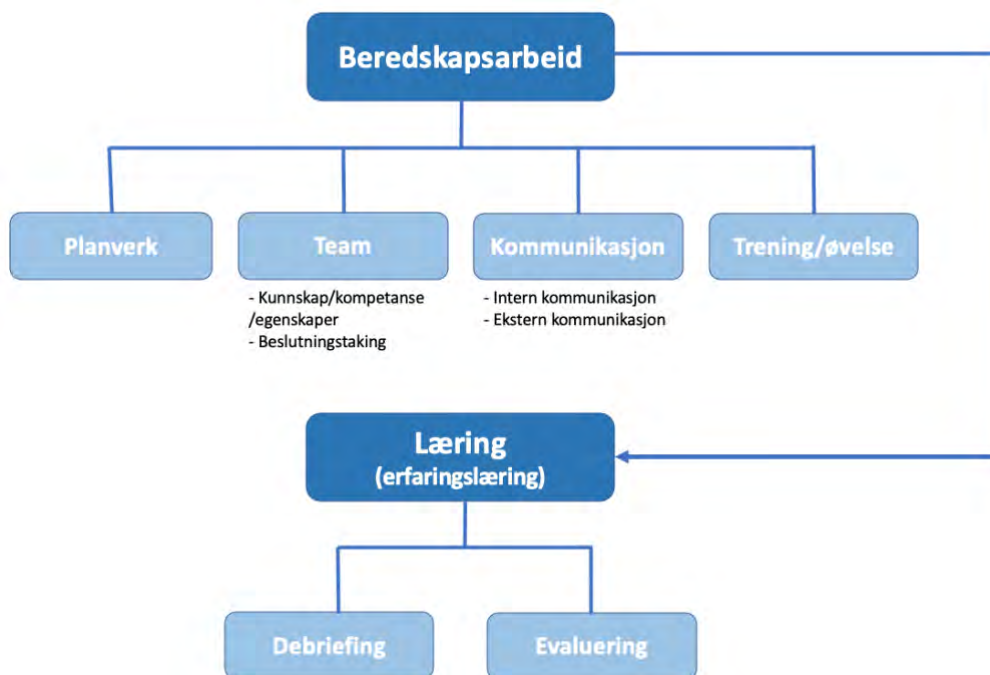 Beredskapsarbeid
Planverk
Team
Kommunikasjon
Trening/øvelse
- Kunnskap/kompetanse
/egenskaper
- Beslutningstaking
- Intern kommunikasjon
- Ekstern kommunikasjon
Læring
(erfaringslæring)
Debriefing
Evaluering